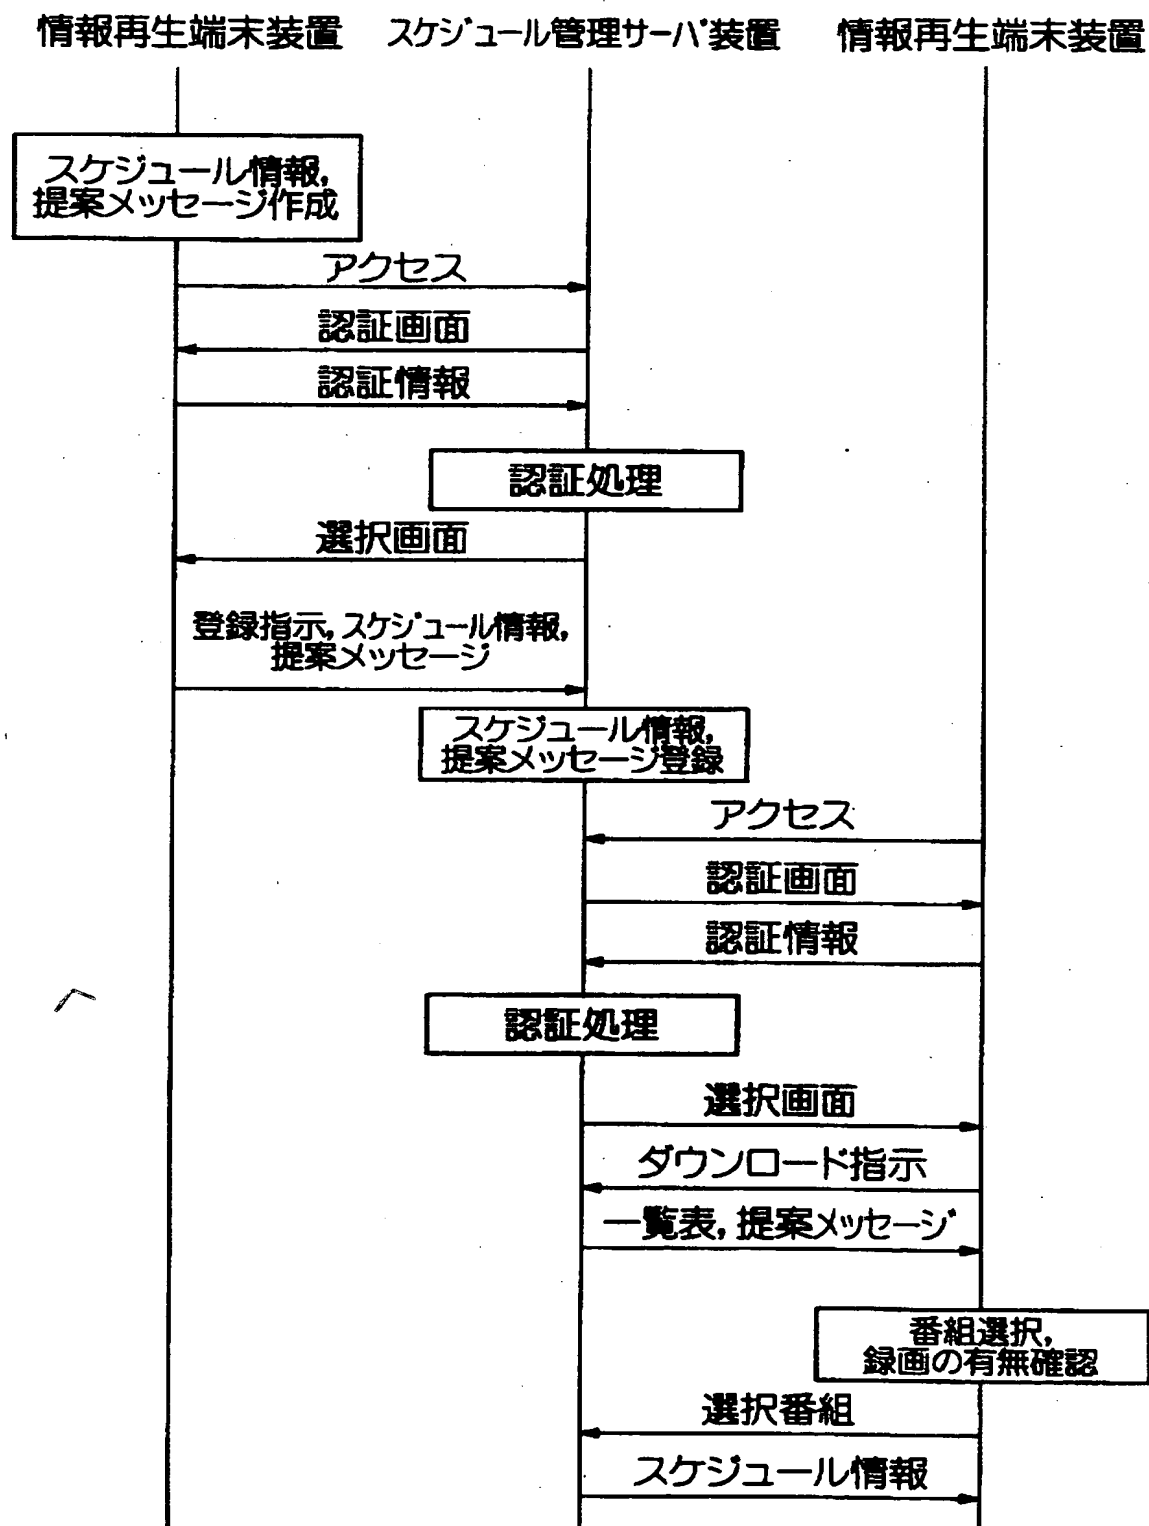 情報再生端末装置 スケジュール管理サーバ装置 情報再生端末装置
スケジュール情報,
提案メッセージ作成
アクセス
認証画面
認証情報
認証処理
選択画面
登録指示,スケジュール情報,
提案メッセージ
スケジュール情報,
提案メッセージ登録
アクセス
認証画面
認証情報
認証処理
選択画面
ダウンロード指示
一覧表,提案メッセージ
番組選択,
録画の有無確認
選択番組
スケジュール情報